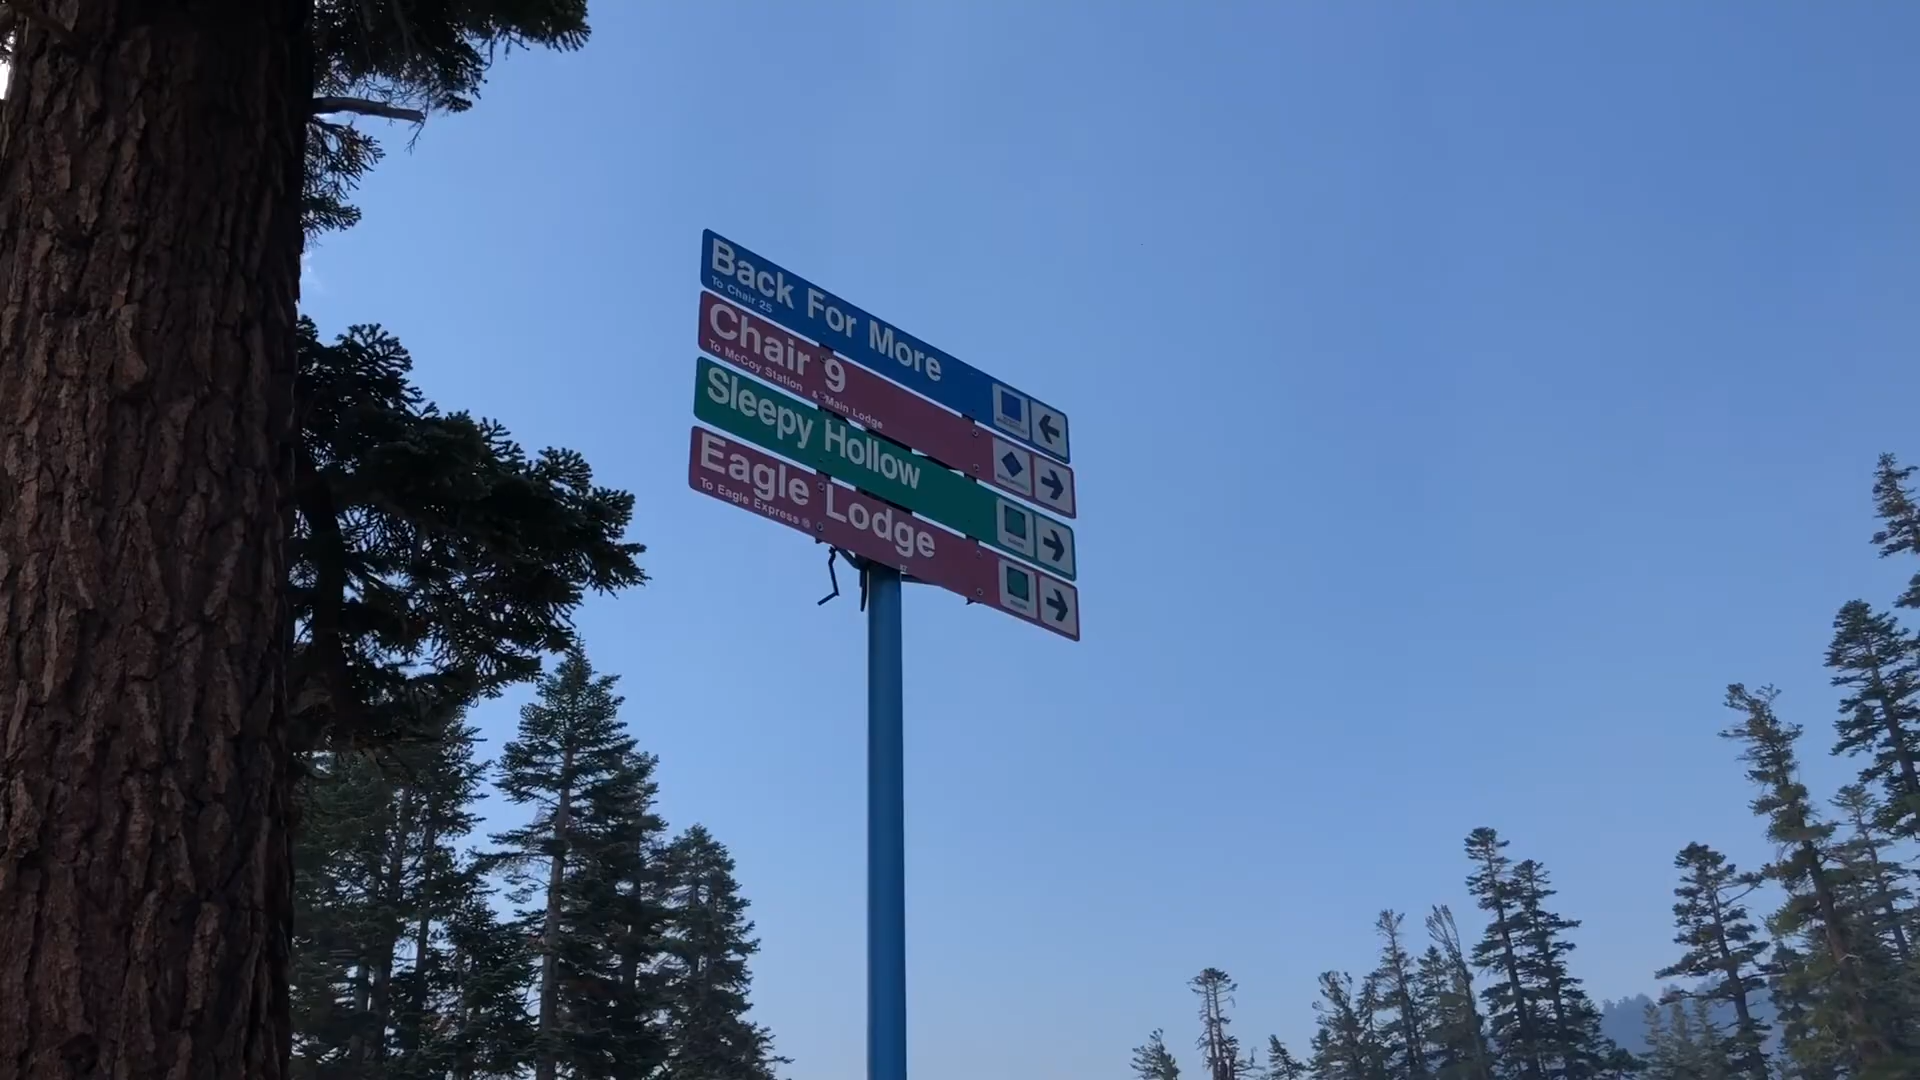 Back For More
To Chair 25
Chair 9
To McCoy Station & Main Lodge
Sleepy Hollow
Eagle Lodge
To Eagle Express